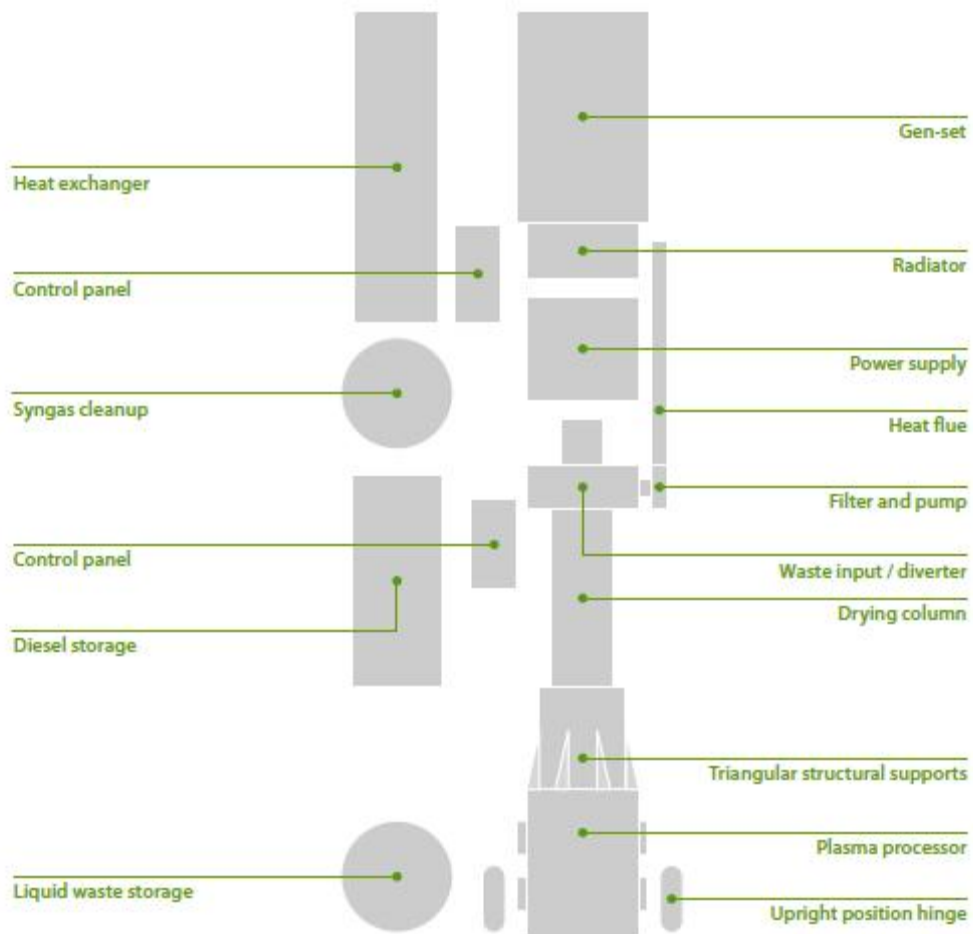 Gen-set
Heat exchanger
Radiator
Control panel
Power supply
Syngas cleanup
Heat flue
Filter and pump
Control panel
Waste input / diverter
Drying column
Diesel storage
Triangular structural supports
Plasma processor
Liquid waste storage
Upright position hinge